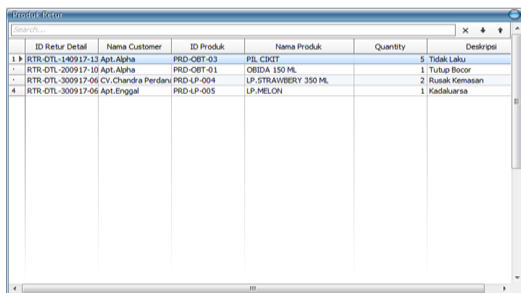 Produk Retur
Search...
ID Retur Detail Nama Customer ID Produk Nama Produk Quantity Deskripsi
1 RTR-DTL-140917-13 Apt.Alpha PRD-OBT-03 PIL CIKIT 5 Tidak Laku
RTR-DTL-200917-10 Apt.Alpha PRD-OBT-01 OBIDA 150 ML 1 Tutup Bocor
RTR-DTL-300917-06 CV.Chandra Perdana PRD-LP-004 LP.STRAWBERY 350 ML 2 Rusak Kemasan
4 RTR-DTL-300917-06 Apt.Enggal PRD-LP-005 LP.MELON 1 Kadaluarsa